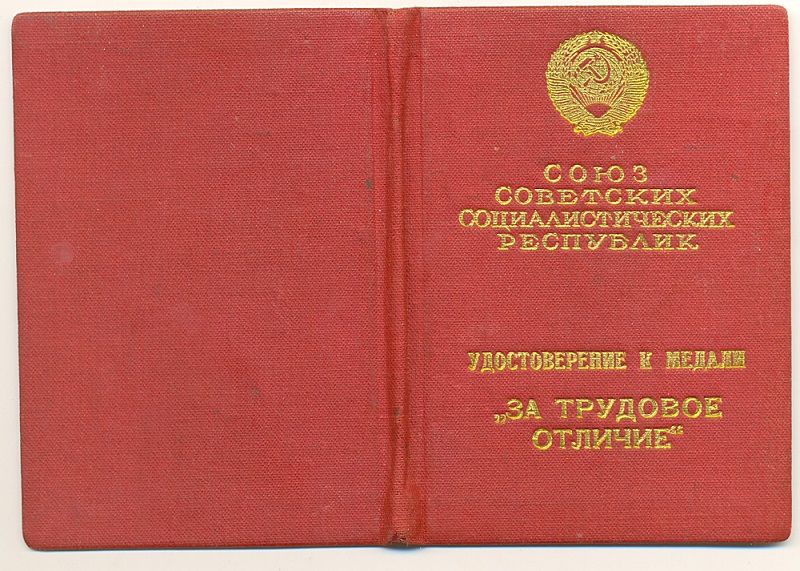 СОЮЗ
СОВЕТСКИХ
СОЦИАЛИСТИЧЕСКИХ
РЕСПУБЛИК
УДОСТОВЕРЕНИЕ К МЕДАЛИ
„ЗА ТРУДОВОЕ
ОТЛИЧИЕ“